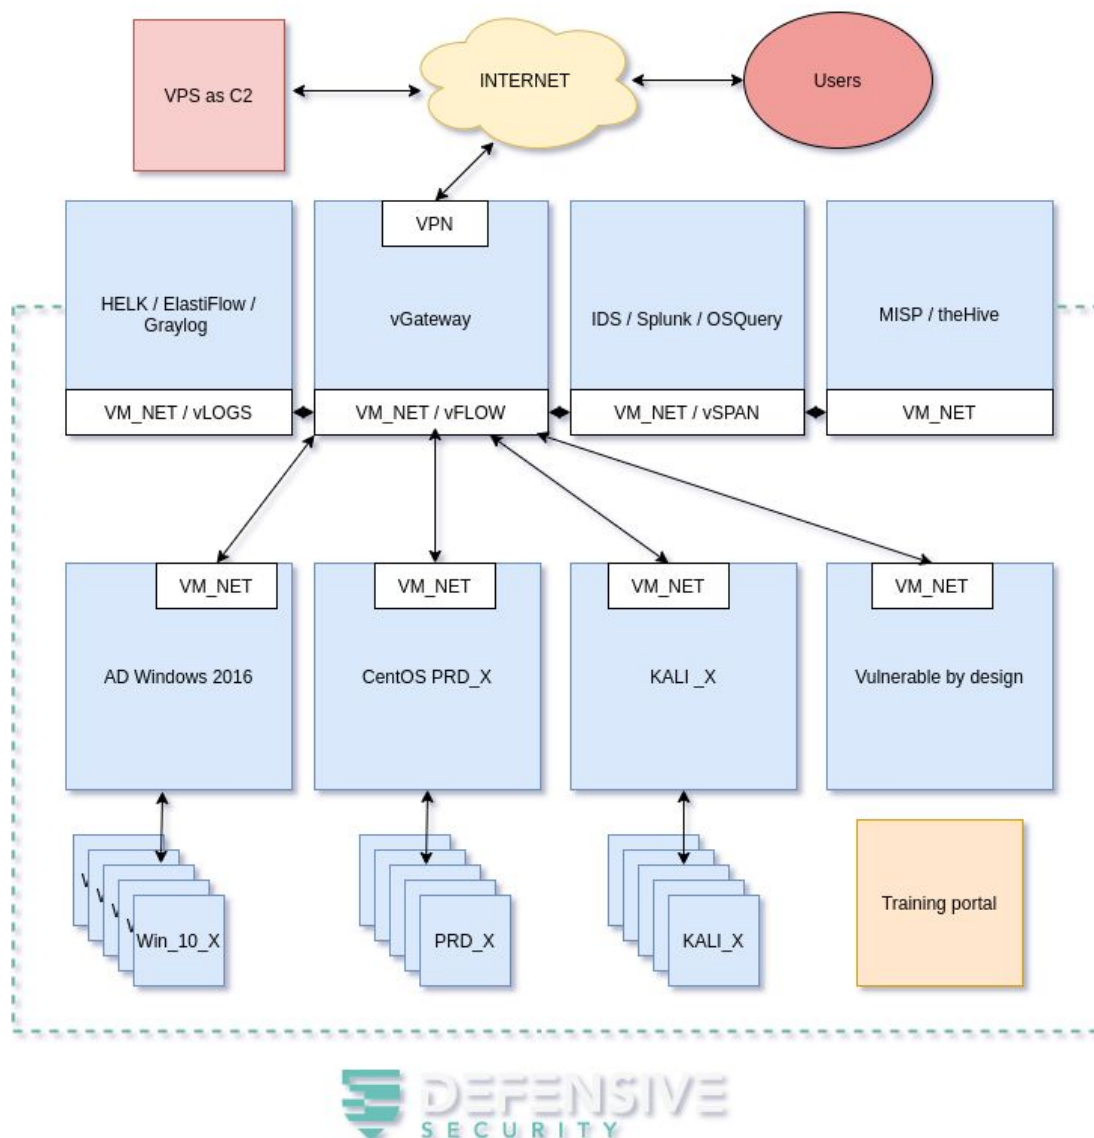 VPS as C2
INTERNET
Users
VPN
HELK / ElastiFlow /
Graylog
vGateway
IDS / Splunk / OSQuery
MISP / theHive
VM_NET / vLOGS
VM_NET / vFLOW
VM_NET / vSPAN
VM_NET
VM_NET
VM_NET
VM_NET
VM_NET
AD Windows 2016
CentOS PRD_X
KALI _X
Vulnerable by design
Win_10_X
PRD_X
KALI_X
Training portal
DEFENSIVE
SECURITY